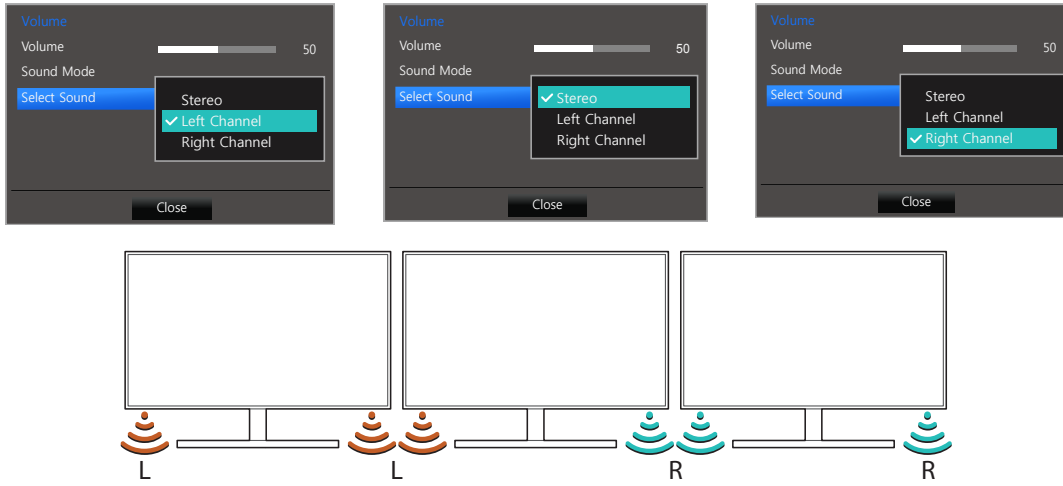 Volume
Volume 50
Sound Mode
Select Sound
Stereo
✓ Left Channel
Right Channel
Close
Volume
Volume 50
Sound Mode
Select Sound
✓ Stereo
Left Channel
Right Channel
Close
Volume
Volume 50
Sound Mode
Select Sound
Stereo
Left Channel
✓ Right Channel
Close
L L R R